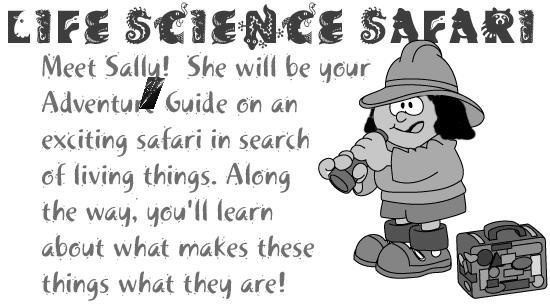 LIFE SCIENCE SAFARI
Meet Sally! She will be your
Adventure Guide on an
exciting safari in search
of living things. Along
the way, you'll learn
about what makes these
things what they are!